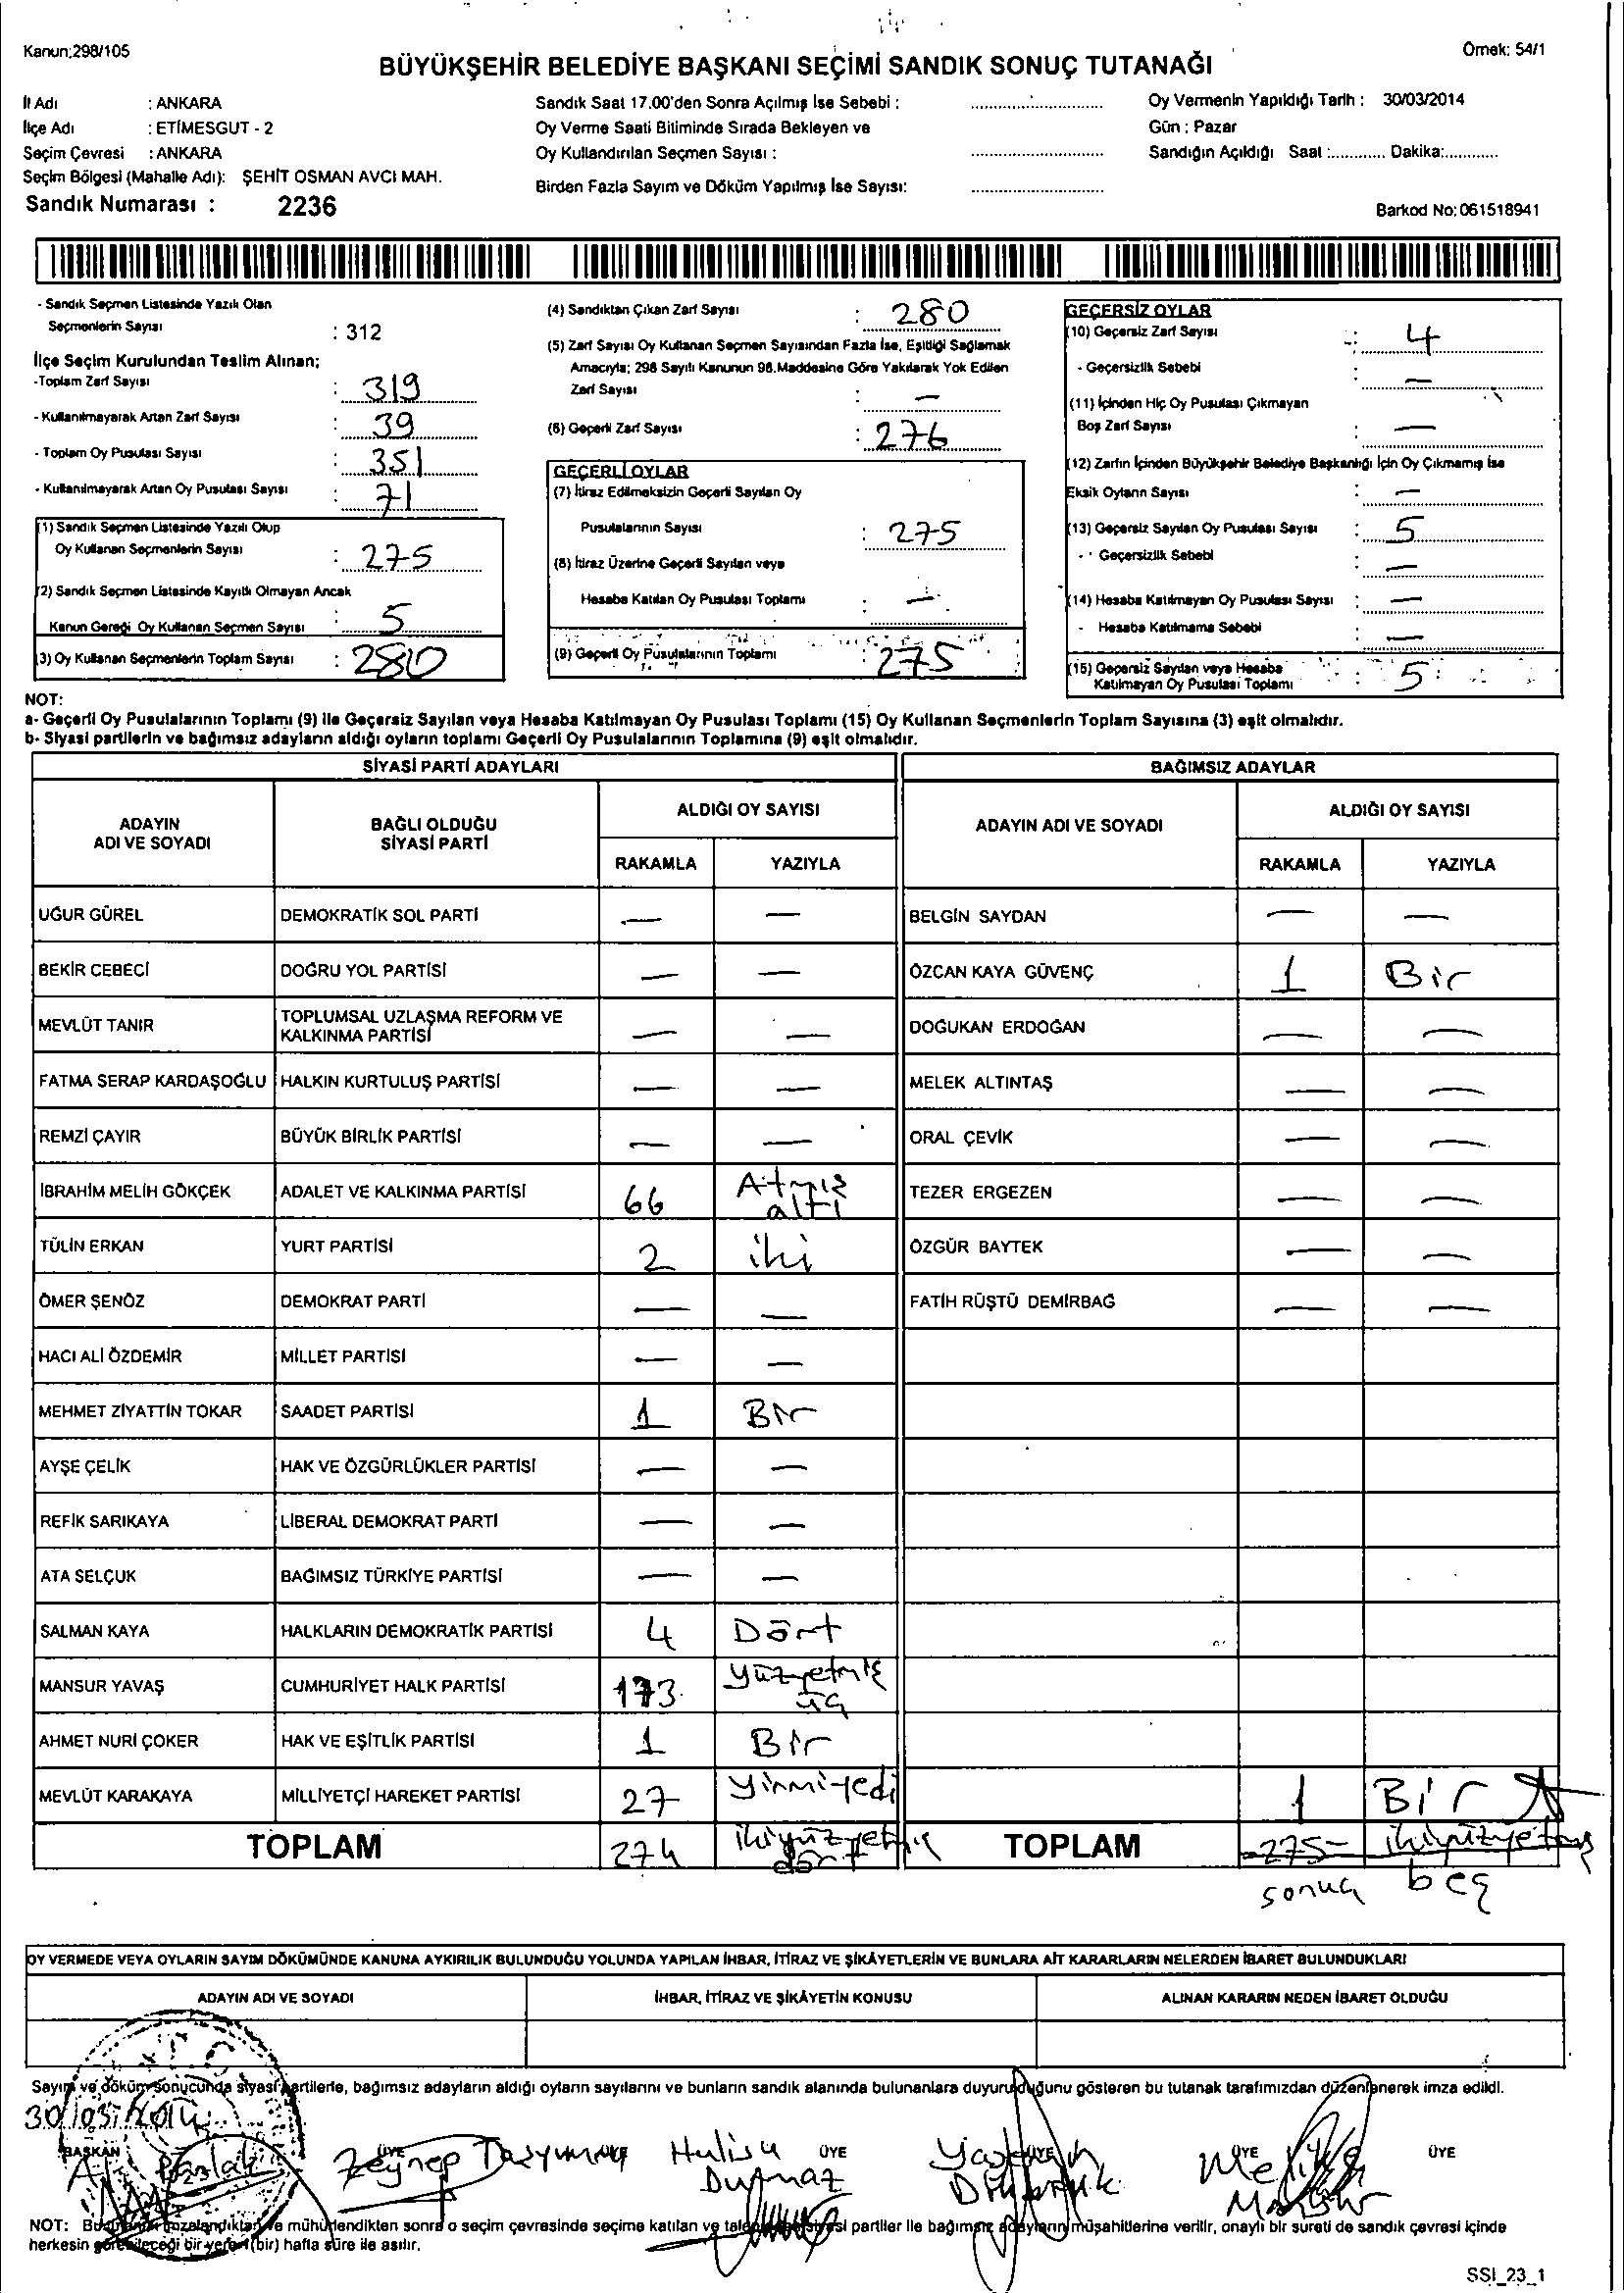 Kanun;298/105
Örnek: 54/1
BÜYÜKŞEHİR BELEDİYE BAŞKANI SEÇİMİ SANDIK SONUÇ TUTANAĞI
İl Adı : ANKARA
İlçe Adı : ETİMESGUT - 2
Seçim Çevresi : ANKARA
Seçim Bölgesi (Mahalle Adı): ŞEHİT OSMAN AVCI MAH.
Sandık Numarası : 2236
Sandık Saat 17.00'den Sonra Açılmış İse Sebebi :
Oy Verme Saati Bitiminde Sırada Bekleyen ve
Oy Kullandırılan Seçmen Sayısı :
Birden Fazla Sayım ve Döküm Yapılmış İse Sayısı:
Oy Vermenin Yapıldığı Tarih : 30/03/2014
Gün : Pazar
Sandığın Açıldığı Saat :............ Dakika:............
Barkod No: 061518941
- Sandık Seçmen Listesinde Yazılı Olan
Seçmenlerin Sayısı : 312
İlçe Seçim Kurulundan Teslim Alınan;
-Toplam Zarf Sayısı : 319
- Kullanılmayarak Artan Zarf Sayısı : 39
- Toplam Oy Pusulası Sayısı : 351
- Kullanılmayarak Artan Oy Pusulası Sayısı : 71
(1) Sandık Seçmen Listesinde Yazılı Olup
Oy Kullanan Seçmenlerin Sayısı : 275
(2) Sandık Seçmen Listesinde Kayıtlı Olmayan Ancak
Kanun Gereği Oy Kullanan Seçmen Sayısı : 5
(3) Oy Kullanan Seçmenlerin Toplam Sayısı : 280
(4) Sandıktan Çıkan Zarf Sayısı : 280
(5) Zarf Sayısı Oy Kullanan Seçmen Sayısından Fazla İse, Eşitliği Sağlamak
Amacıyla; 298 Sayılı Kanunun 98.Maddesine Göre Yakılarak Yok Edilen
Zarf Sayısı : —
(6) Geçerli Zarf Sayısı : 276
GEÇERLİ OYLAR
(7) İtiraz Edilmeksizin Geçerli Sayılan Oy
Pusulalarının Sayısı : 275
(8) İtiraz Üzerine Geçerli Sayılan veya
Hesaba Katılan Oy Pusulası Toplamı : —
(9) Geçerli Oy Pusulalarının Toplamı : 275
GEÇERSİZ OYLAR
(10) Geçersiz Zarf Sayısı : 4
- Geçersizlik Sebebi : —
(11) İçinden Hiç Oy Pusulası Çıkmayan
Boş Zarf Sayısı : —
(12) Zarfın İçinden Büyükşehir Belediye Başkanlığı İçin Oy Çıkmamış İse
Eksik Oyların Sayısı : —
(13) Geçersiz Sayılan Oy Pusulası Sayısı : 5
- Geçersizlik Sebebi : —
(14) Hesaba Katılmayan Oy Pusulası Sayısı : —
- Hesaba Katılmama Sebebi : —
(15) Geçersiz Sayılan veya Hesaba
Katılmayan Oy Pusulası Toplamı : 5
NOT:
a- Geçerli Oy Pusulalarının Toplamı (9) ile Geçersiz Sayılan veya Hesaba Katılmayan Oy Pusulası Toplamı (15) Oy Kullanan Seçmenlerin Toplam Sayısına (3) eşit olmalıdır.
b- Siyasi partilerin ve bağımsız adayların aldığı oyların toplamı Geçerli Oy Pusulalarının Toplamına (9) eşit olmalıdır.
SİYASİ PARTİ ADAYLARI
ADAYIN ADI VE SOYADI
BAĞLI OLDUĞU SİYASİ PARTİ
ALDIĞI OY SAYISI
RAKAMLA YAZIYLA
UĞUR GÜREL DEMOKRATİK SOL PARTİ — —
BEKİR CEBECİ DOĞRU YOL PARTİSİ — —
MEVLÜT TANIR TOPLUMSAL UZLAŞMA REFORM VE KALKINMA PARTİSİ — —
FATMA SERAP KARDAŞOĞLU HALKIN KURTULUŞ PARTİSİ — —
REMZİ ÇAYIR BÜYÜK BİRLİK PARTİSİ — —
İBRAHİM MELİH GÖKÇEK ADALET VE KALKINMA PARTİSİ 66 Atmış altı
TÜLİN ERKAN YURT PARTİSİ 2 iki
ÖMER ŞENÖZ DEMOKRAT PARTİ — —
HACI ALİ ÖZDEMİR MİLLET PARTİSİ — —
MEHMET ZİYATTİN TOKAR SAADET PARTİSİ 1 Bir
AYŞE ÇELİK HAK VE ÖZGÜRLÜKLER PARTİSİ — —
REFİK SARIKAYA LİBERAL DEMOKRAT PARTİ — —
ATA SELÇUK BAĞIMSIZ TÜRKİYE PARTİSİ — —
SALMAN KAYA HALKLARIN DEMOKRATİK PARTİSİ 4 Dört
MANSUR YAVAŞ CUMHURİYET HALK PARTİSİ 173 yüzyetmiş üç
AHMET NURİ ÇOKER HAK VE EŞİTLİK PARTİSİ 1 Bir
MEVLÜT KARAKAYA MİLLİYETÇİ HAREKET PARTİSİ 27 yirmiyedi
TOPLAM 274 ikiyüzyetmiş dört
BAĞIMSIZ ADAYLAR
ADAYIN ADI VE SOYADI
ALDIĞI OY SAYISI
RAKAMLA YAZIYLA
BELGİN SAYDAN — —
ÖZCAN KAYA GÜVENÇ 1 Bir
DOĞUKAN ERDOĞAN — —
MELEK ALTINTAŞ — —
ORAL ÇEVİK — —
TEZER ERGEZEN — —
ÖZGÜR BAYTEK — —
FATİH RÜŞTÜ DEMİRBAĞ — —
1 Bir
TOPLAM 275 ikiyüzyetmiş
sonuç beş
OY VERMEDE VEYA OYLARIN SAYIM DÖKÜMÜNDE KANUNA AYKIRILIK BULUNDUĞU YOLUNDA YAPILAN İHBAR, İTİRAZ VE ŞİKÂYETLERİN VE BUNLARA AİT KARARLARIN NELERDEN İBARET BULUNDUKLARI
ADAYIN ADI VE SOYADI
İHBAR, İTİRAZ VE ŞİKÂYETİN KONUSU
ALINAN KARARIN NEDEN İBARET OLDUĞU
Sayım ve döküm sonucunda siyasi partilerle, bağımsız adayların aldığı oyların sayılarını ve bunların sandık alanında bulunanlara duyurulduğunu gösteren bu tutanak tarafımızdan düzenlenerek imza edildi.
30/03/2014
BAŞKAN ÜYE ÜYE ÜYE ÜYE ÜYE ÜYE
Zeynep
Hulisu Durmaz
NOT: Bu tutanak imzalandıktan ve mühürlendikten sonra o seçim çevresinde seçime katılan ve talep eden siyasi partiler ile bağımsız adayların müşahitlerine verilir, onaylı bir sureti de sandık çevresi içinde
herkesin görebileceği bir yere 1 (bir) hafta süre ile asılır.
SSI_23_1